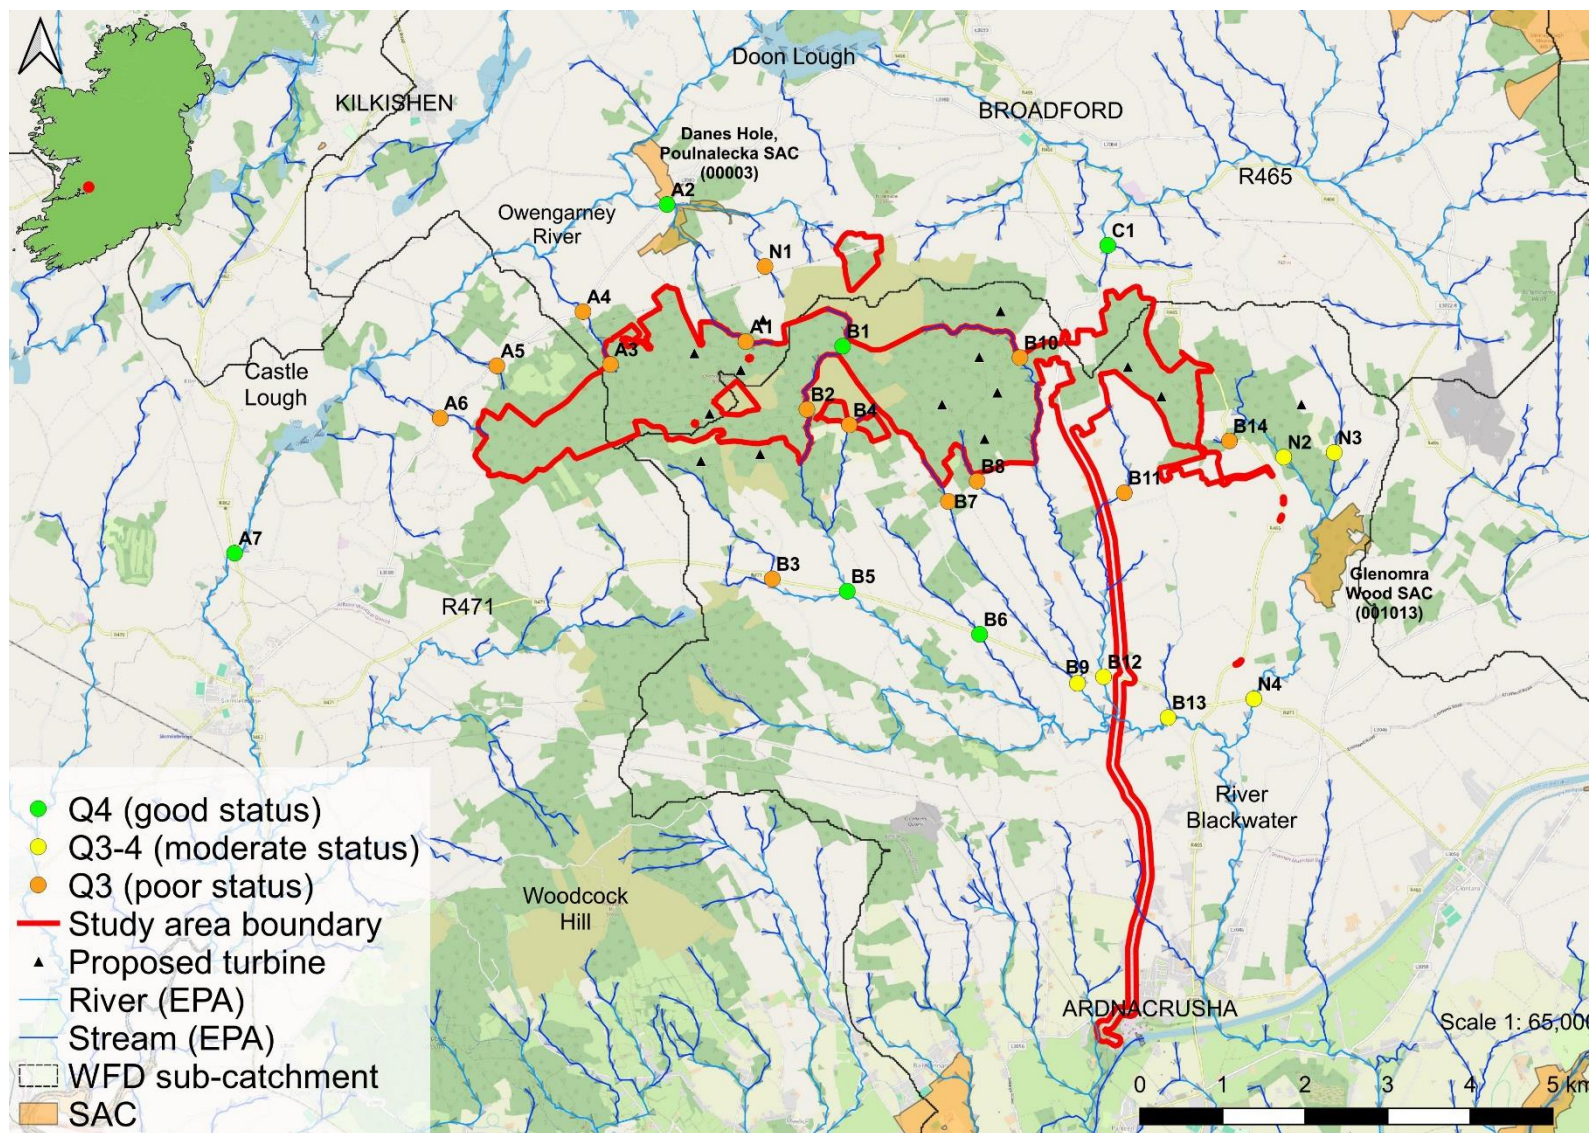 Doon Lough
KILKISHEN
BROADFORD
Danes Hole,
Poulnalecka SAC
(00003)
R465
A2
Owengarney
River
C1
N1
A4
A1
B1
B10
A3
A5
Castle
Lough
A6
B2
B4
B14
N2
N3
B8
B7
B11
A7
B3
B5
Glenomra
Wood SAC
(001013)
R471
B6
B9
B12
N4
B13
River
Blackwater
Woodcock
Hill
ARDNACRUSHA
Scale 1: 65,000
0 1 2 3 4 5 km
Q4 (good status)
Q3-4 (moderate status)
Q3 (poor status)
Study area boundary
Proposed turbine
River (EPA)
Stream (EPA)
WFD sub-catchment
SAC